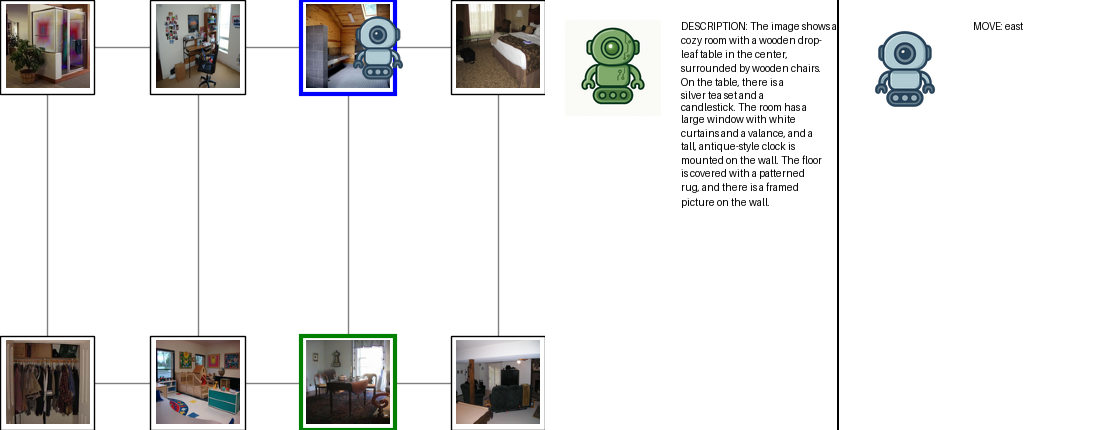 DESCRIPTION: The image shows a
cozy room with a wooden drop-
leaf table in the center,
surrounded by wooden chairs.
On the table, there is a
silver tea set and a
candlestick. The room has a
large window with white
curtains and a valance, and a
tall, antique-style clock is
mounted on the wall. The floor
is covered with a patterned
rug, and there is a framed
picture on the wall.
MOVE: east